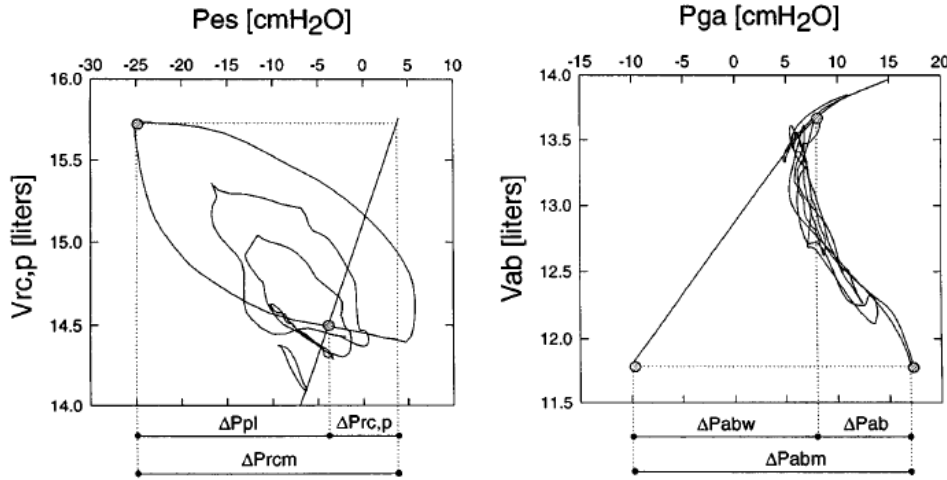 Pes [cmH2O]
-30 -25 -20 -15 -10 -5 0 5 10
16.0
15.5
15.0
14.5
14.0
Vrc,p [liters]
ΔPpl
ΔPrc,p
ΔPrcm
Pga [cmH2O]
-15 -10 -5 0 5 10 15 20
14.0
13.5
13.0
12.5
12.0
11.5
Vab [liters]
ΔPabw
ΔPab
ΔPabm